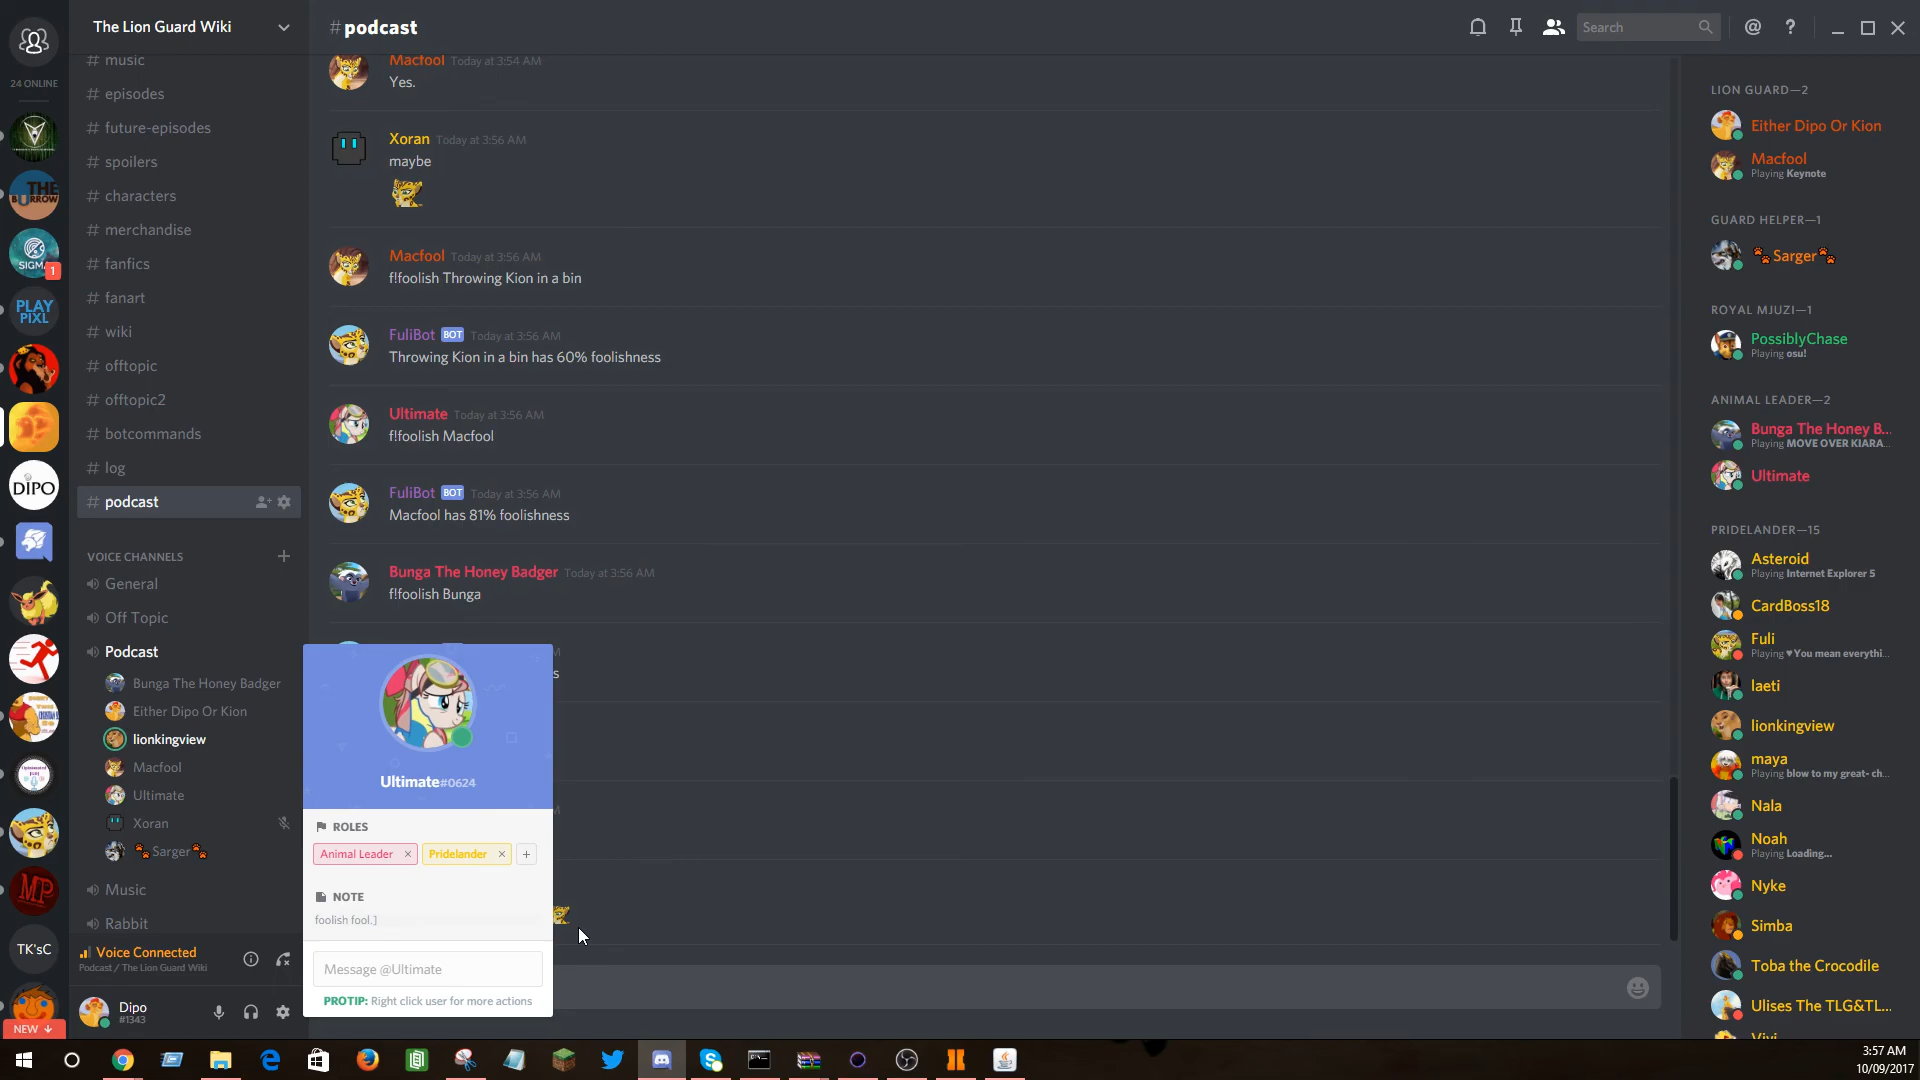 24 ONLINE
THE
BURROW
SIGMA
1
PLAY
PIXL
DIPO
MP
TK'sC
NEW ↓
The Lion Guard Wiki
# music
# episodes
# future-episodes
# spoilers
# characters
# merchandise
# fanfics
# fanart
# wiki
# offtopic
# offtopic2
# botcommands
# log
# podcast
VOICE CHANNELS
General
Off Topic
Podcast
Bunga The Honey Badger
Either Dipo Or Kion
lionkingview
Macfool
Ultimate
Xoran
Sarger
Music
Rabbit
Voice Connected
Podcast / The Lion Guard Wiki
Dipo
#1343
#podcast
Search
Macfool Today at 3:54 AM
Yes.
Xoran Today at 3:56 AM
maybe
Macfool Today at 3:56 AM
f!foolish Throwing Kion in a bin
FuliBot BOT Today at 3:56 AM
Throwing Kion in a bin has 60% foolishness
Ultimate Today at 3:56 AM
f!foolish Macfool
FuliBot BOT Today at 3:56 AM
Macfool has 81% foolishness
Bunga The Honey Badger Today at 3:56 AM
f!foolish Bunga
Ultimate#0624
ROLES
Animal Leader ×
Pridelander ×
+
NOTE
foolish fool.]
Message @Ultimate
PROTIP: Right click user for more actions
LION GUARD—2
Either Dipo Or Kion
Macfool
Playing Keynote
GUARD HELPER—1
Sarger
ROYAL MJUZI—1
PossiblyChase
Playing osu!
ANIMAL LEADER—2
Bunga The Honey B...
Playing MOVE OVER KIARA...
Ultimate
PRIDELANDER—15
Asteroid
Playing Internet Explorer 5
CardBoss18
Fuli
Playing ♥You mean everythi...
laeti
lionkingview
maya
Playing blow to my great- ch...
Nala
Noah
Playing Loading...
Nyke
Simba
Toba the Crocodile
Ulises The TLG&TL...
Vivi
3:57 AM
10/09/2017